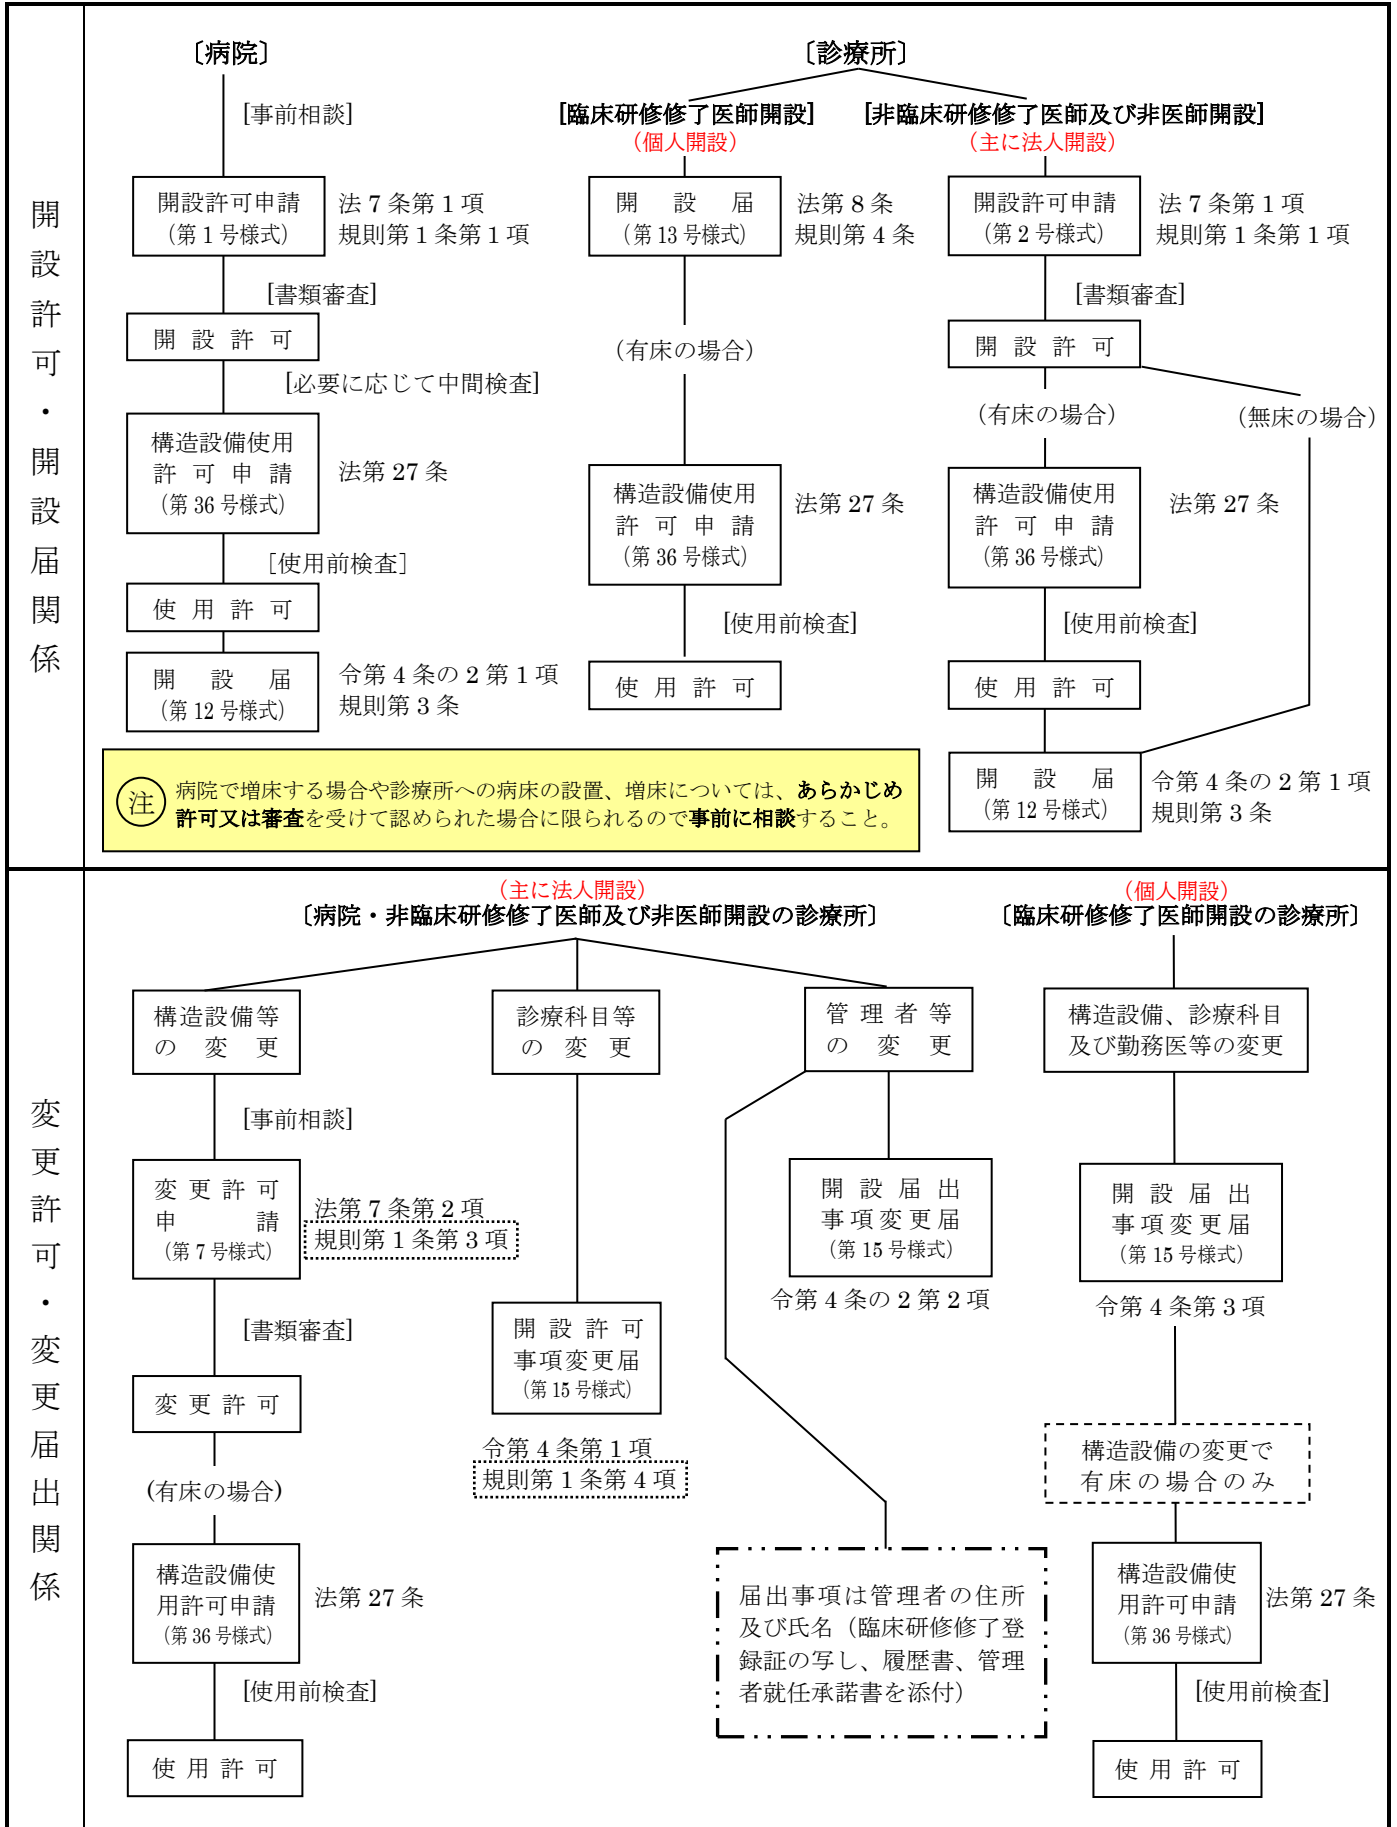 開設許可・開設届関係
〔病院〕
[事前相談]
開設許可申請
（第1号様式）
法7条第1項
規則第1条第1項
[書類審査]
開設許可
[必要に応じて中間検査]
構造設備使用
許可申請
（第36号様式）
法第27条
［使用前検査］
使用許可
開設届
（第12号様式）
令第4条の2第1項
規則第3条
〔診療所〕
[臨床研修修了医師開設]
（個人開設）
開設届
（第13号様式）
法第8条
規則第4条
（有床の場合）
構造設備使用
許可申請
（第36号様式）
法第27条
[使用前検査]
使用許可
[非臨床研修修了医師及び非医師開設]
（主に法人開設）
開設許可申請
（第2号様式）
法7条第1項
規則第1条第1項
[書類審査]
開設許可
（有床の場合）
（無床の場合）
構造設備使用
許可申請
（第36号様式）
法第27条
[使用前検査]
使用許可
開設届
（第12号様式）
令第4条の2第1項
規則第3条
注
病院で増床する場合や診療所への病床の設置、増床については、あらかじめ
許可又は審査を受けて認められた場合に限られるので事前に相談すること。
変更許可・変更届出関係
（主に法人開設）
〔病院・非臨床研修修了医師及び非医師開設の診療所〕
構造設備等
の変更
[事前相談]
変更許可
申請
（第7号様式）
法第7条第2項
規則第1条第3項
[書類審査]
変更許可
(有床の場合)
構造設備使
用許可申請
（第36号様式）
法第27条
[使用前検査]
使用許可
診療科目等
の変更
開設許可
事項変更届
（第15号様式）
令第4条第1項
規則第1条第4項
管理者等
の変更
開設届出
事項変更届
（第15号様式）
令第4条の2第2項
届出事項は管理者の住所
及び氏名（臨床研修修了登
録証の写し、履歴書、管理
者就任承諾書を添付）
（個人開設）
〔臨床研修修了医師開設の診療所〕
構造設備、診療科目
及び勤務医等の変更
開設届出
事項変更届
（第15号様式）
令第4条第3項
構造設備の変更で
有床の場合のみ
構造設備使
用許可申請
（第36号様式）
法第27条
[使用前検査]
使用許可